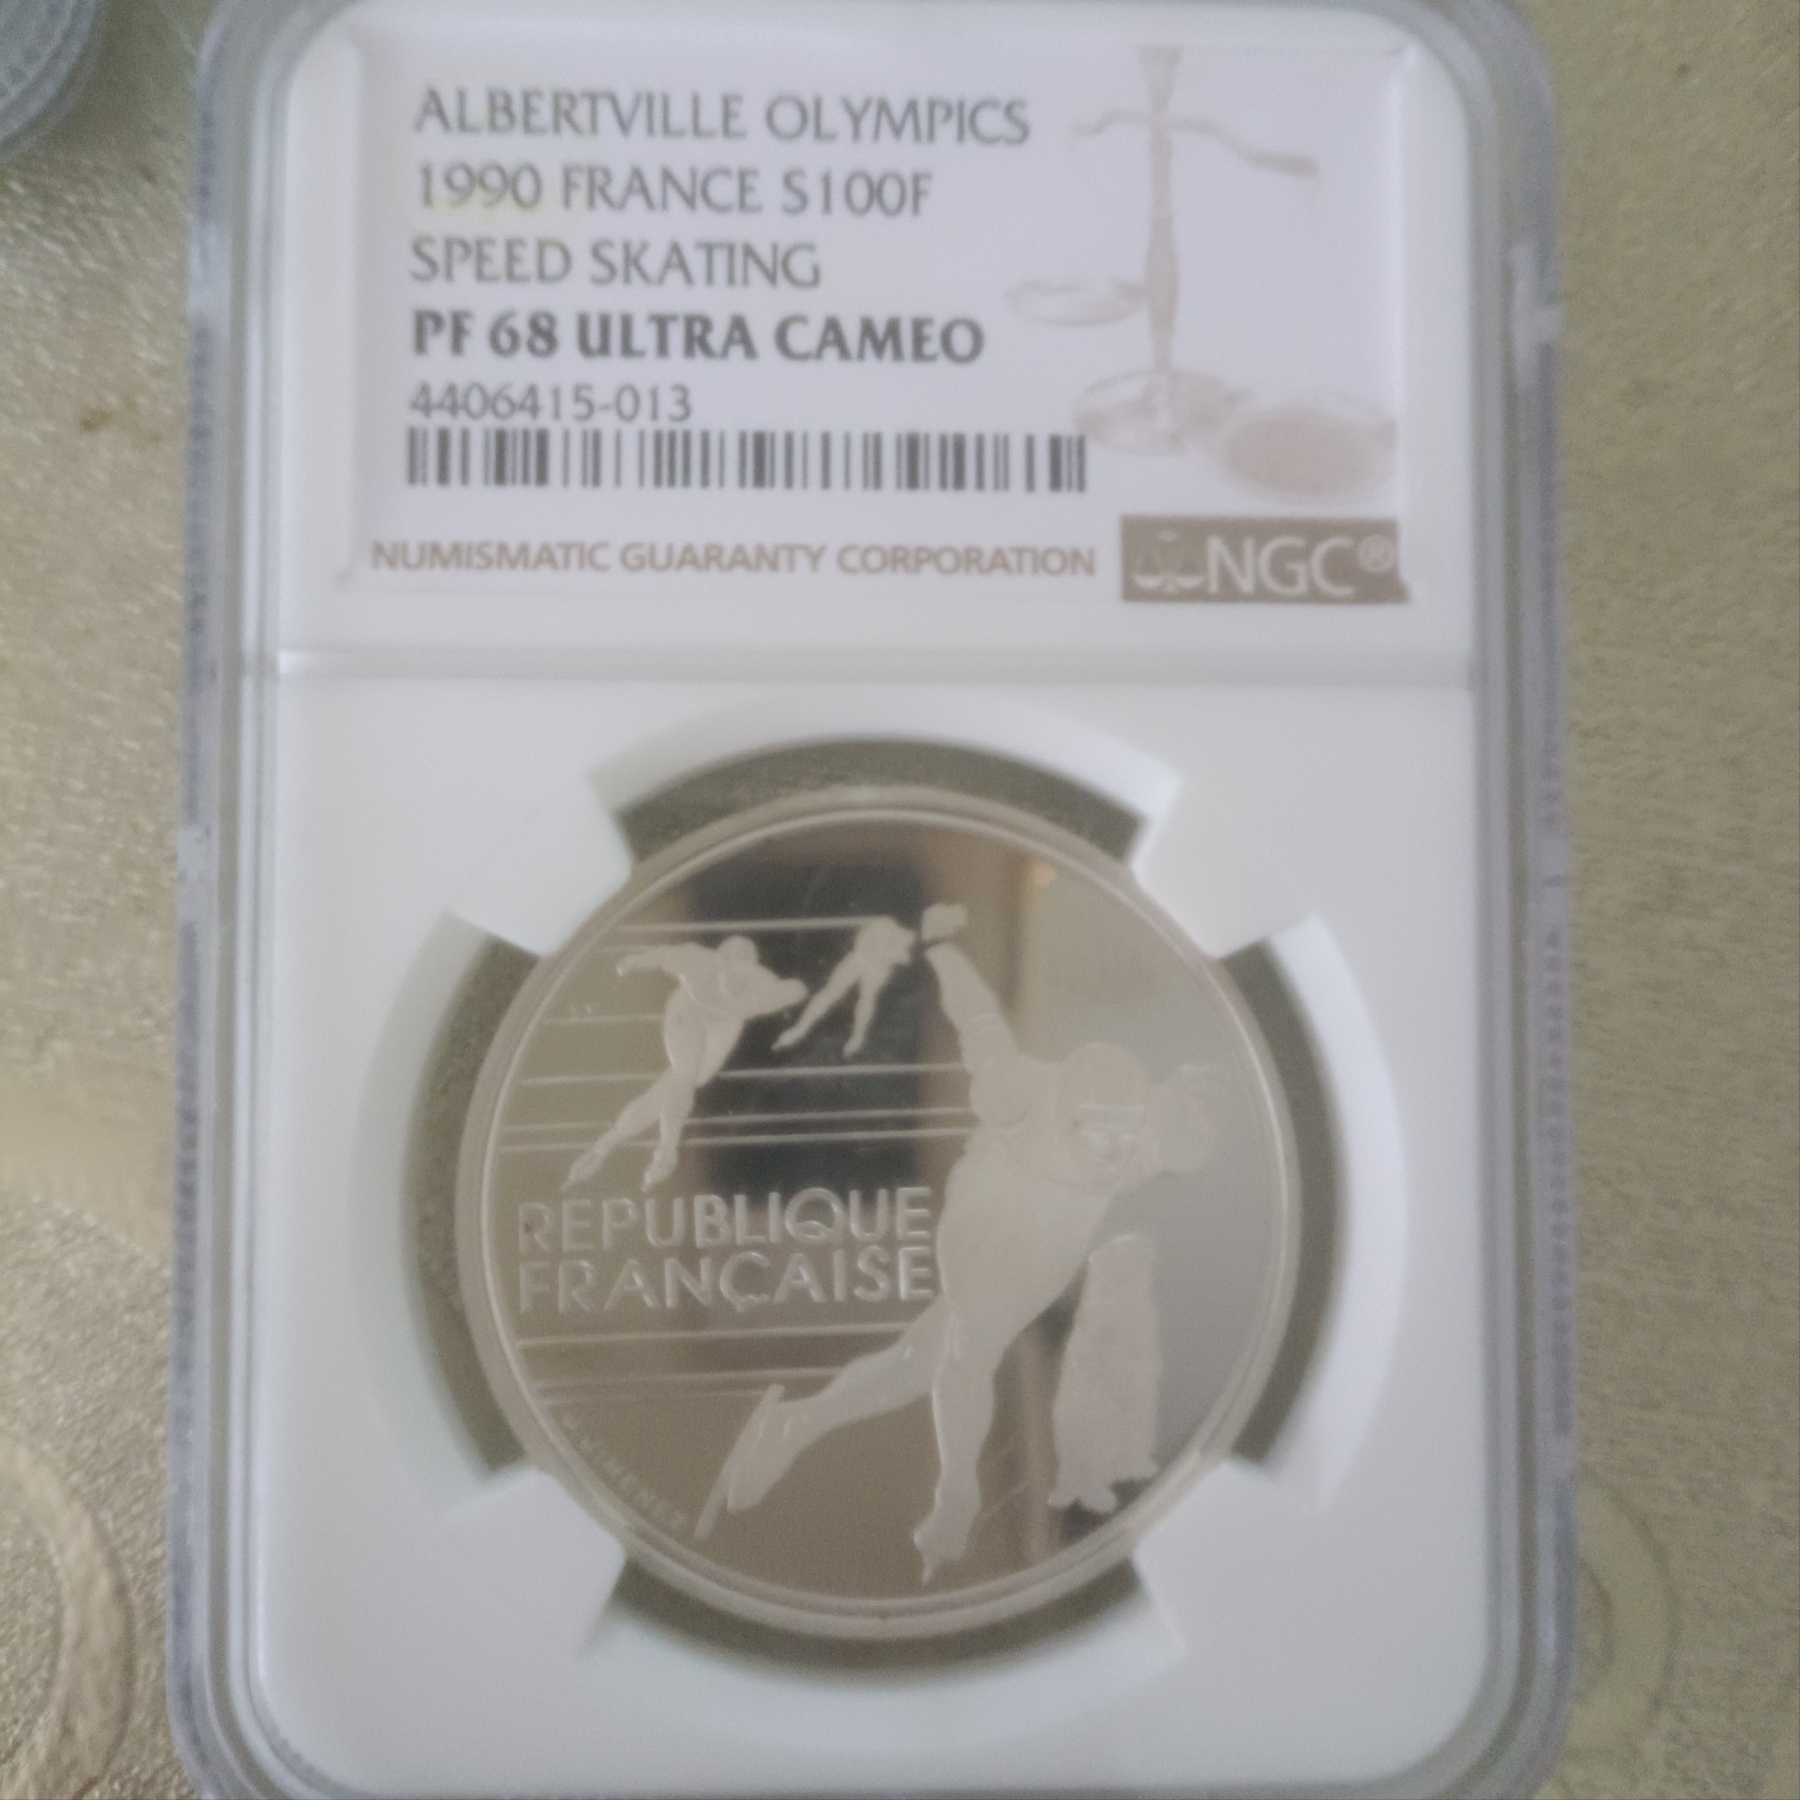 ALBERTVILLE OLYMPICS
1990 FRANCE S100F
SPEED SKATING
PF 68 ULTRA CAMEO
4406415-013
NUMISMATIC GUARANTY CORPORATION
NGC®
REPUBLIQUE
FRANÇAISE